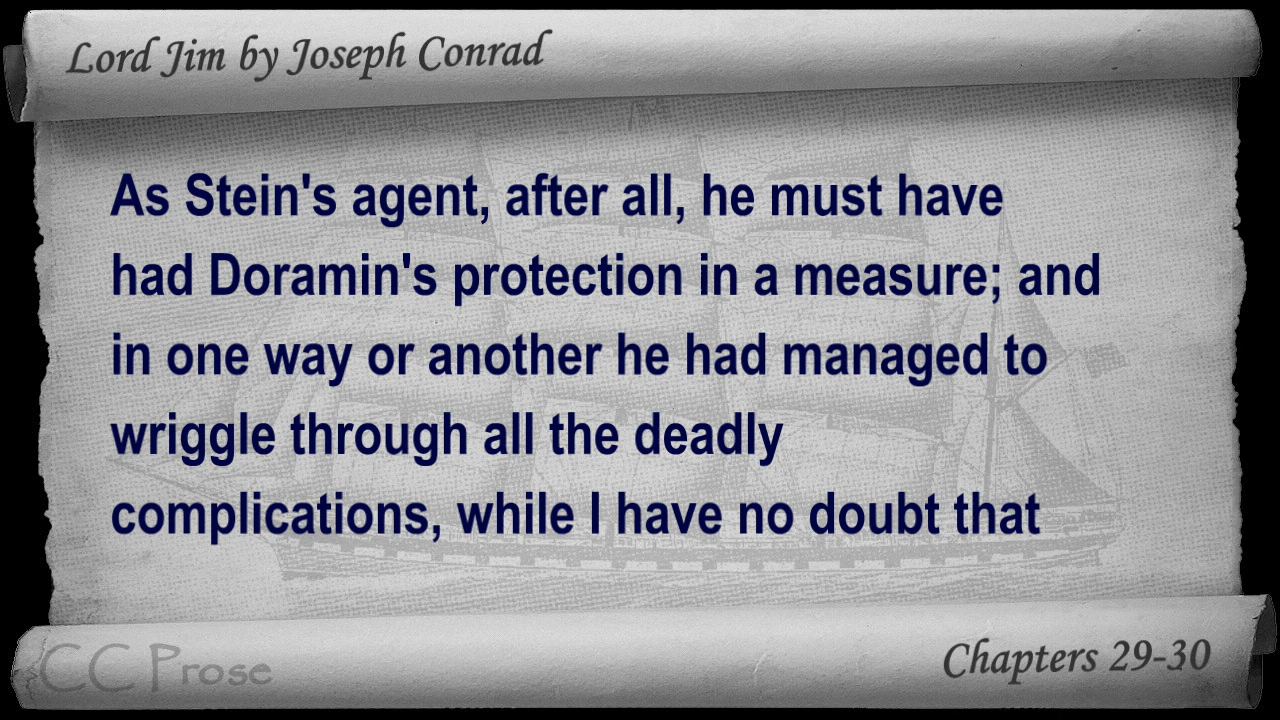 Lord Jim by Joseph Conrad
As Stein's agent, after all, he must have
had Doramin's protection in a measure; and
in one way or another he had managed to
wriggle through all the deadly
complications, while I have no doubt that
CC Prose
Chapters 29-30